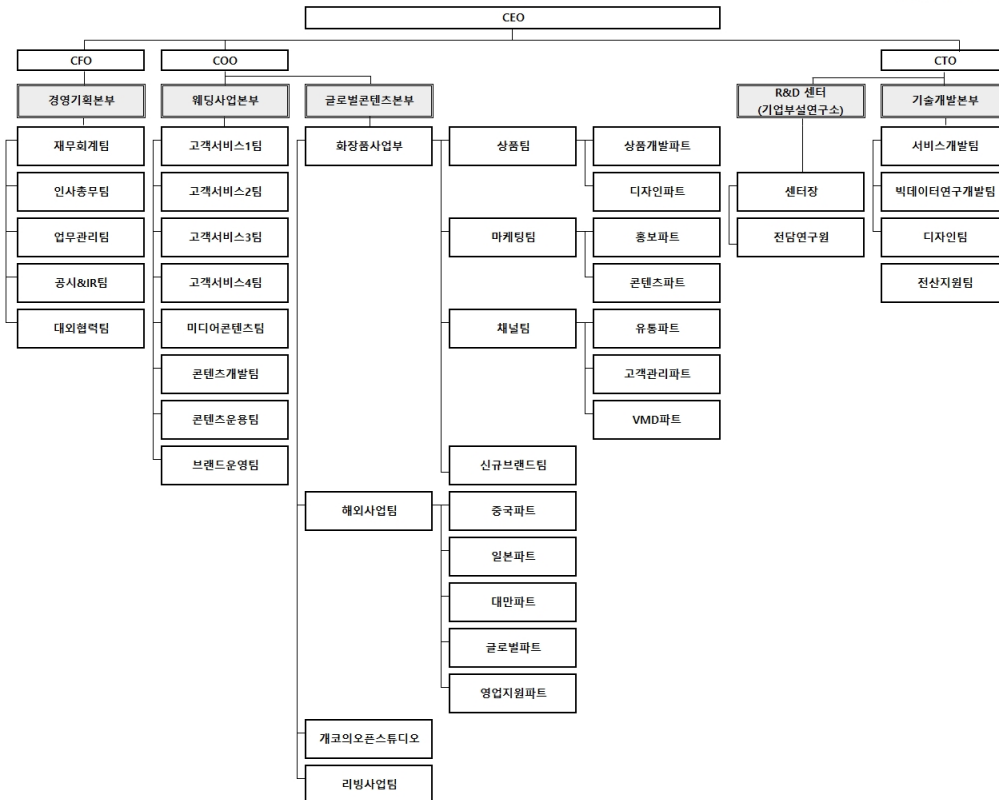 CEO
CFO
COO
CTO
경영기획본부
웨딩사업본부
글로벌컨텐츠본부
R&D 센터
(기업부설연구소)
기술개발본부
재무회계팀
고객서비스1팀
화장품사업부
상품팀
상품개발파트
서비스개발팀
인사총무팀
고객서비스2팀
디자인파트
센터장
빅데이터연구개발팀
업무관리팀
고객서비스3팀
마케팅팀
홍보파트
전담연구원
디자인팀
공시&IR팀
고객서비스4팀
콘텐츠파트
전산지원팀
대외협력팀
미디어콘텐츠팀
채널팀
유통파트
콘텐츠개발팀
고객관리파트
콘텐츠운용팀
VMD파트
브랜드운영팀
신규브랜드팀
해외사업팀
중국파트
일본파트
대만파트
글로벌파트
영업지원파트
개코의오픈스튜디오
리빙사업팀